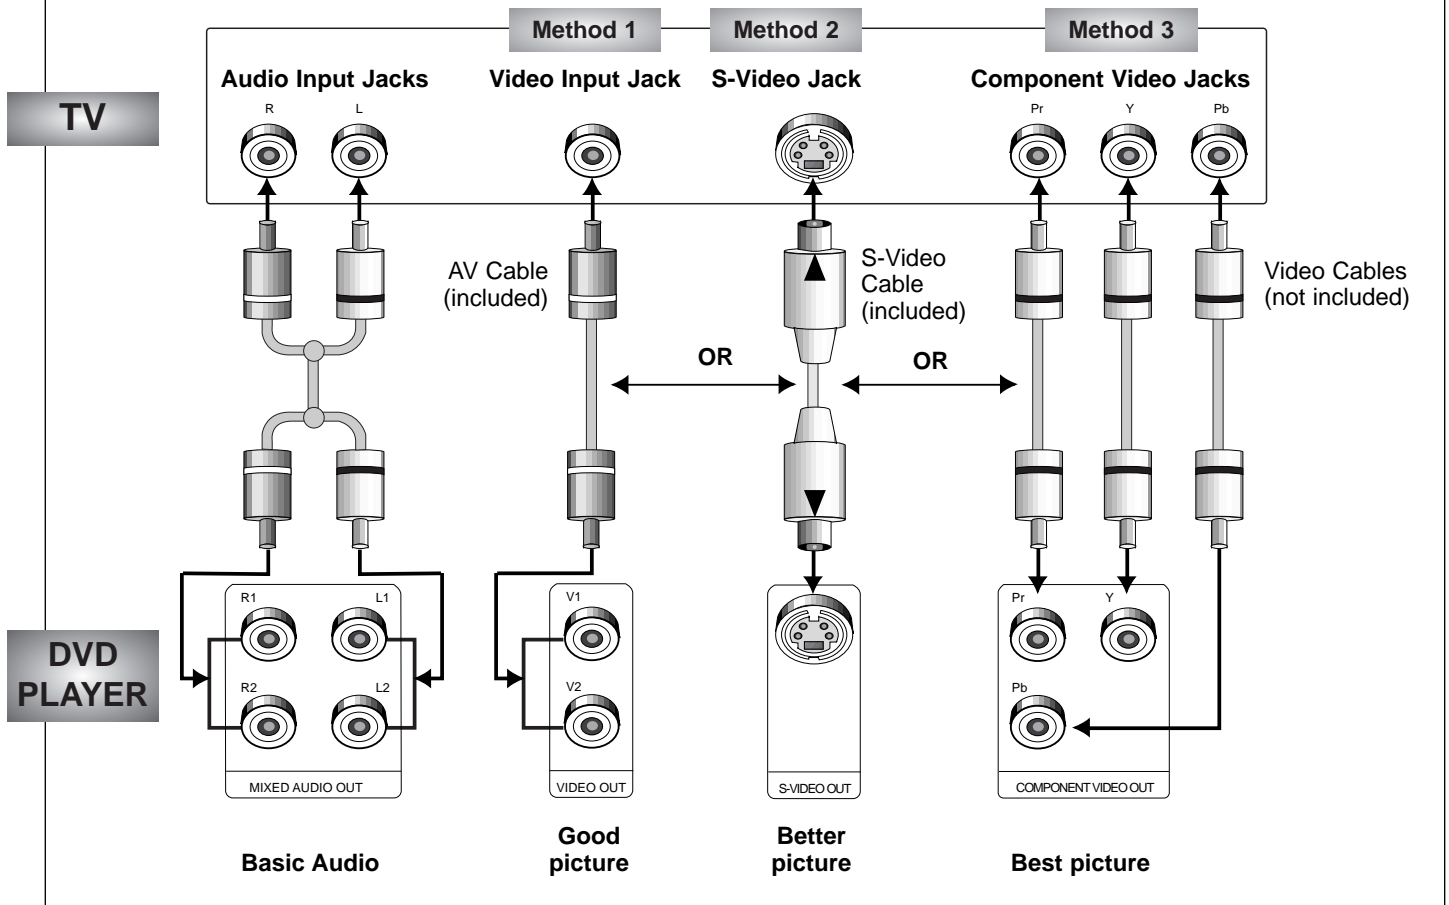 Method 1
Method 2
Method 3
Audio Input Jacks
Video Input Jack
S-Video Jack
Component Video Jacks
TV
R
L
Pr
Y
Pb
AV Cable
(included)
S-Video
Cable
(included)
Video Cables
(not included)
OR
OR
DVD
PLAYER
R1
L1
R2
L2
MIXED AUDIO OUT
V1
V2
VIDEO OUT
S-VIDEO OUT
Pr
Y
Pb
COMPONENT VIDEO OUT
Basic Audio
Good
picture
Better
picture
Best picture